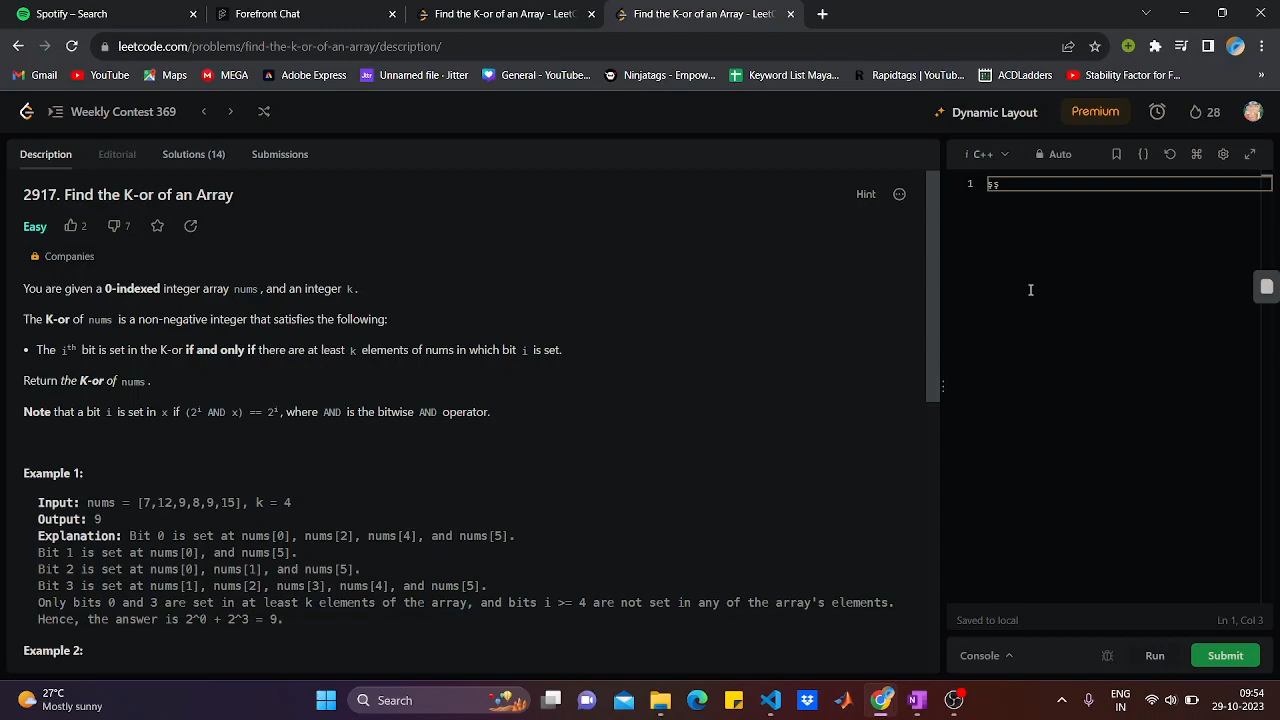 Spotify – Search
Forefront Chat
Find the K-or of an Array - LeetC
Find the K-or of an Array - LeetC
leetcode.com/problems/find-the-k-or-of-an-array/description/
Gmail
YouTube
Maps
MEGA
Adobe Express
Unnamed file · Jitter
General - YouTube...
Ninjatags - Empow...
Keyword List Maya...
Rapidtags | YouTub...
ACDLadders
Stability Factor for F...
Weekly Contest 369
Dynamic Layout
Premium
28
Description
Editorial
Solutions (14)
Submissions
i C++
Auto
2917. Find the K-or of an Array
Hint
1
Easy
2
7
Companies
You are given a 0-indexed integer array nums, and an integer k.
The K-or of nums is a non-negative integer that satisfies the following:
• The iᵗʰ bit is set in the K-or if and only if there are at least k elements of nums in which bit i is set.
Return the K-or of nums.
Note that a bit i is set in x if (2ⁱ AND x) == 2ⁱ, where AND is the bitwise AND operator.
Example 1:
Input: nums = [7,12,9,8,9,15], k = 4
Output: 9
Explanation: Bit 0 is set at nums[0], nums[2], nums[4], and nums[5].
Bit 1 is set at nums[0], and nums[5].
Bit 2 is set at nums[0], nums[1], and nums[5].
Bit 3 is set at nums[1], nums[2], nums[3], nums[4], and nums[5].
Only bits 0 and 3 are set in at least k elements of the array, and bits i >= 4 are not set in any of the array's elements.
Hence, the answer is 2^0 + 2^3 = 9.
Example 2:
Saved to local
Ln 1, Col 3
Console
Run
Submit
27°C
Mostly sunny
Search
ENG
IN
09:54
29-10-2023